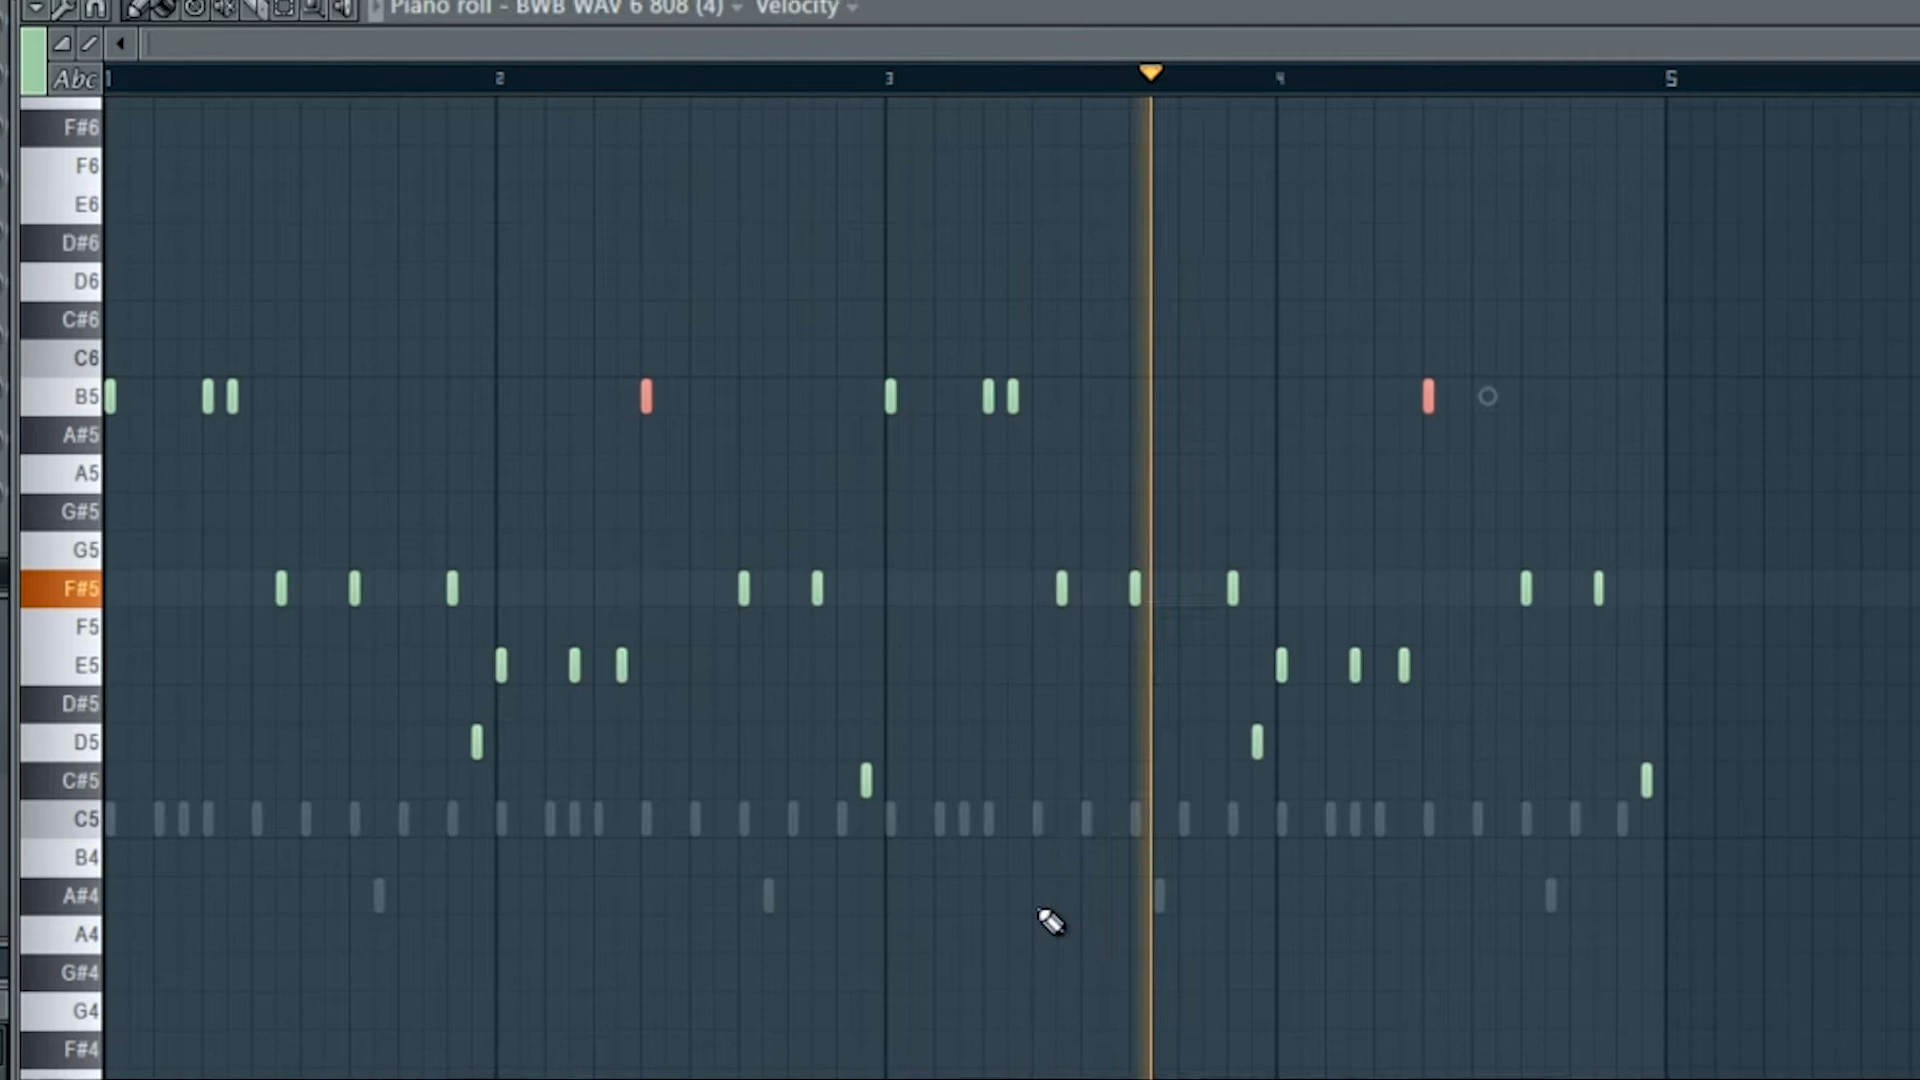 Piano roll - BWB WAV 6 808 (4) Velocity
Abc 1 2 3 4 5
F#6
F6
E6
D#6
D6
C#6
C6
B5
A#5
A5
G#5
G5
F#5
F5
E5
D#5
D5
C#5
C5
B4
A#4
A4
G#4
G4
F#4